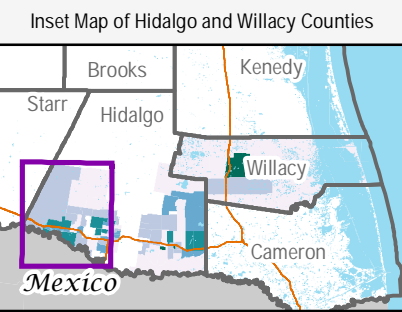 Inset Map of Hidalgo and Willacy Counties
Brooks
Kenedy
Starr
Hidalgo
Willacy
Cameron
Mexico